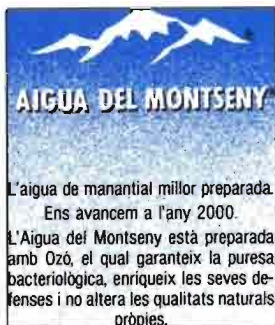 AIGUA DEL MONTSENY
L'aigua de manantial millor preparada.
Ens avancem a l'any 2000.
L'Aigua del Montseny està preparada
amb Ozó, el qual garanteix la puresa
bacteriològica, enriqueix les seves de-
fenses i no altera les qualitats naturals
pròpies.